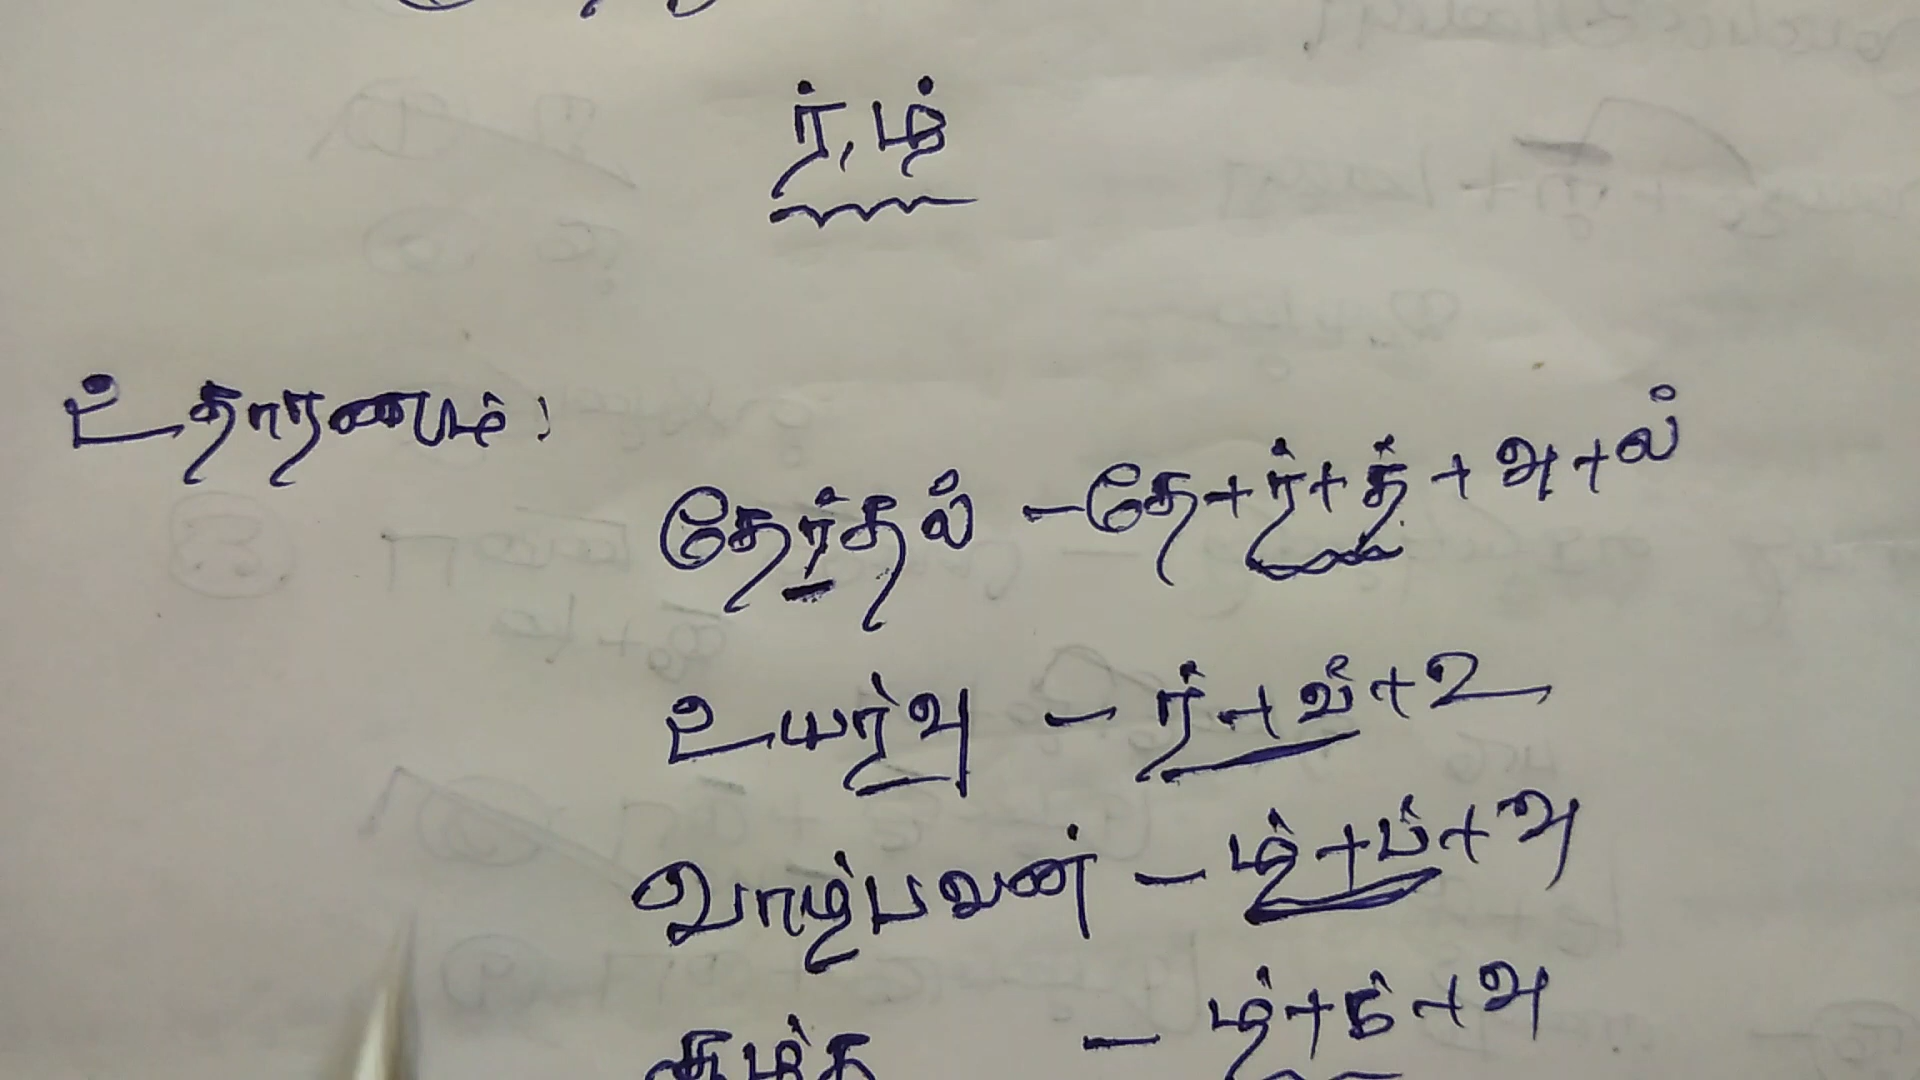 ர், ழ்
உதாரணம் :
தேர்தல் – தே+ர்+த்+அ+ல்
உயர்வு – ர்+வ்+உ
வாழ்பவன் – ழ்+ப்+அ
– ழ்+ந்+அ